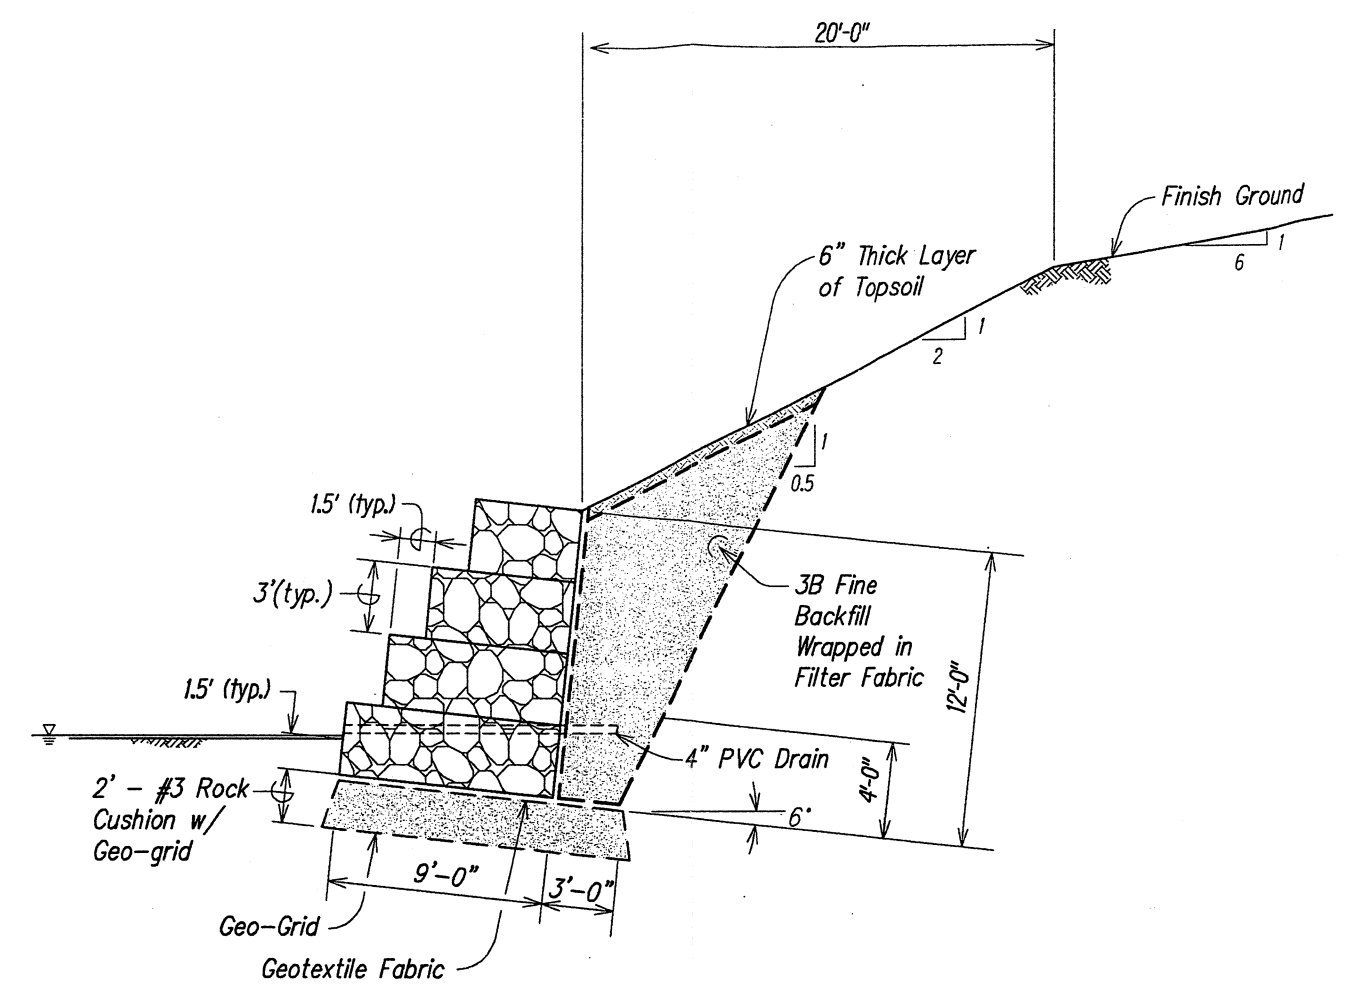 20'-0"
Finish Ground
1
6
6" Thick Layer
of Topsoil
1
2
1
0.5
1.5' (typ.)
3'(typ.)
3B Fine
Backfill
Wrapped in
Filter Fabric
12'-0"
1.5' (typ.)
4" PVC Drain
4'-0"
2' - #3 Rock
Cushion w/
Geo-grid
6°
9'-0"
3'-0"
Geo-Grid
Geotextile Fabric